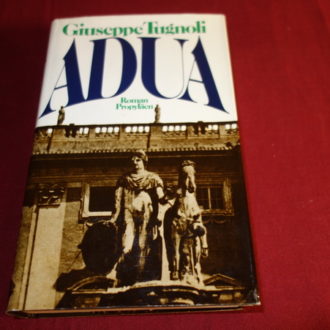 Giuseppe Tugnoli
ADUA
Roman
Propyläen